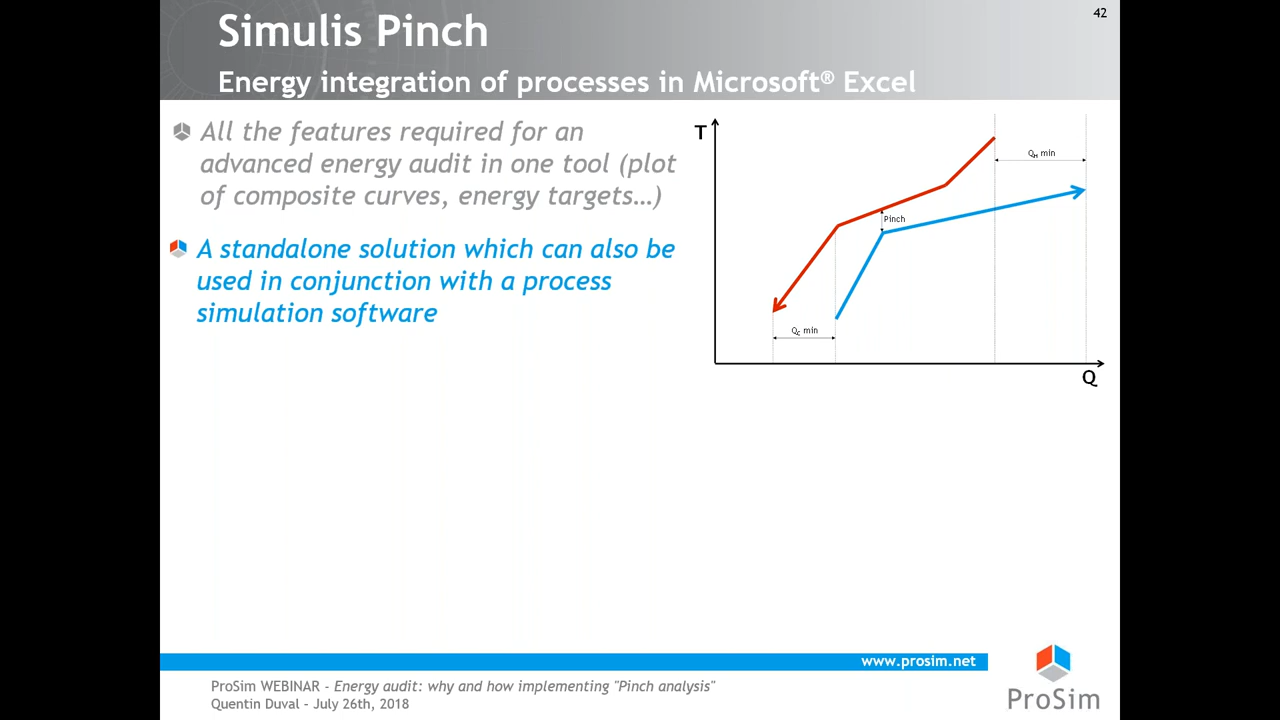 42
Simulis Pinch
Energy integration of processes in Microsoft® Excel
All the features required for an
advanced energy audit in one tool (plot
of composite curves, energy targets…)
A standalone solution which can also be
used in conjunction with a process
simulation software
T
QH min
Pinch
QC min
Q
www.prosim.net
ProSim WEBINAR - Energy audit: why and how implementing "Pinch analysis"
Quentin Duval – July 26th, 2018
ProSim